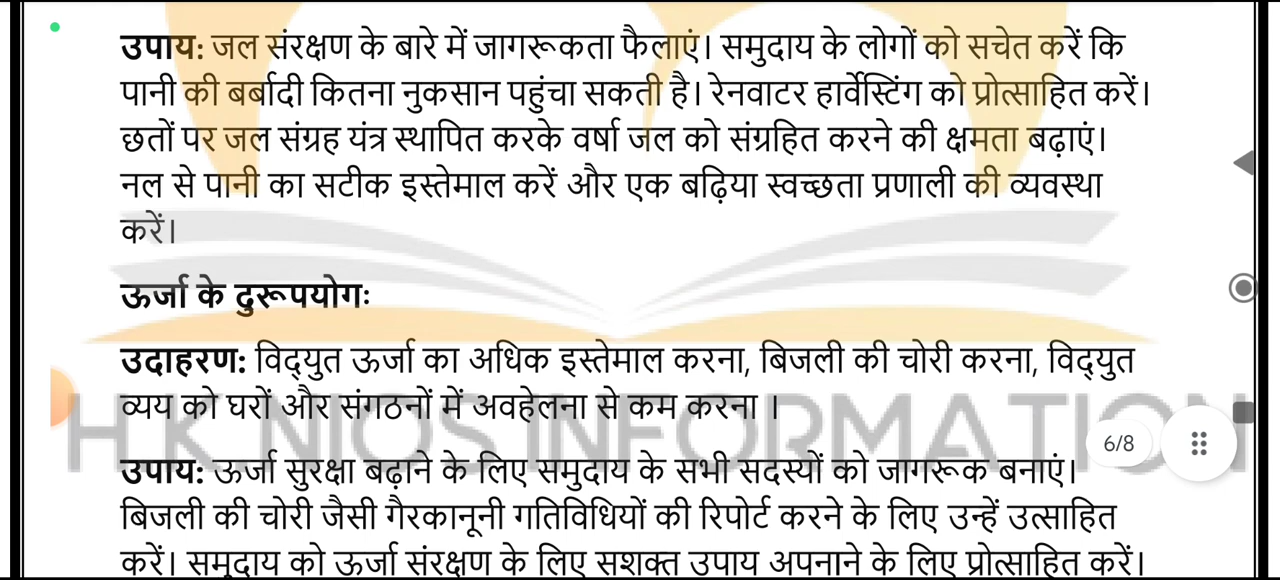 उपाय: जल संरक्षण के बारे में जागरूकता फैलाएं। समुदाय के लोगों को सचेत करें कि
पानी की बर्बादी कितना नुकसान पहुंचा सकती है। रेनवाटर हार्वेस्टिंग को प्रोत्साहित करें।
छतों पर जल संग्रह यंत्र स्थापित करके वर्षा जल को संग्रहित करने की क्षमता बढ़ाएं।
नल से पानी का सटीक इस्तेमाल करें और एक बढ़िया स्वच्छता प्रणाली की व्यवस्था
करें।
ऊर्जा के दुरूपयोगः
उदाहरण: विद्युत ऊर्जा का अधिक इस्तेमाल करना, बिजली की चोरी करना, विद्युत
व्यय को घरों और संगठनों में अवहेलना से कम करना ।
H.K NIOS INFORMATION
6/8
उपाय: ऊर्जा सुरक्षा बढ़ाने के लिए समुदाय के सभी सदस्यों को जागरूक बनाएं।
बिजली की चोरी जैसी गैरकानूनी गतिविधियों की रिपोर्ट करने के लिए उन्हें उत्साहित
करें। समुदाय को ऊर्जा संरक्षण के लिए सशक्त उपाय अपनाने के लिए प्रोत्साहित करें।